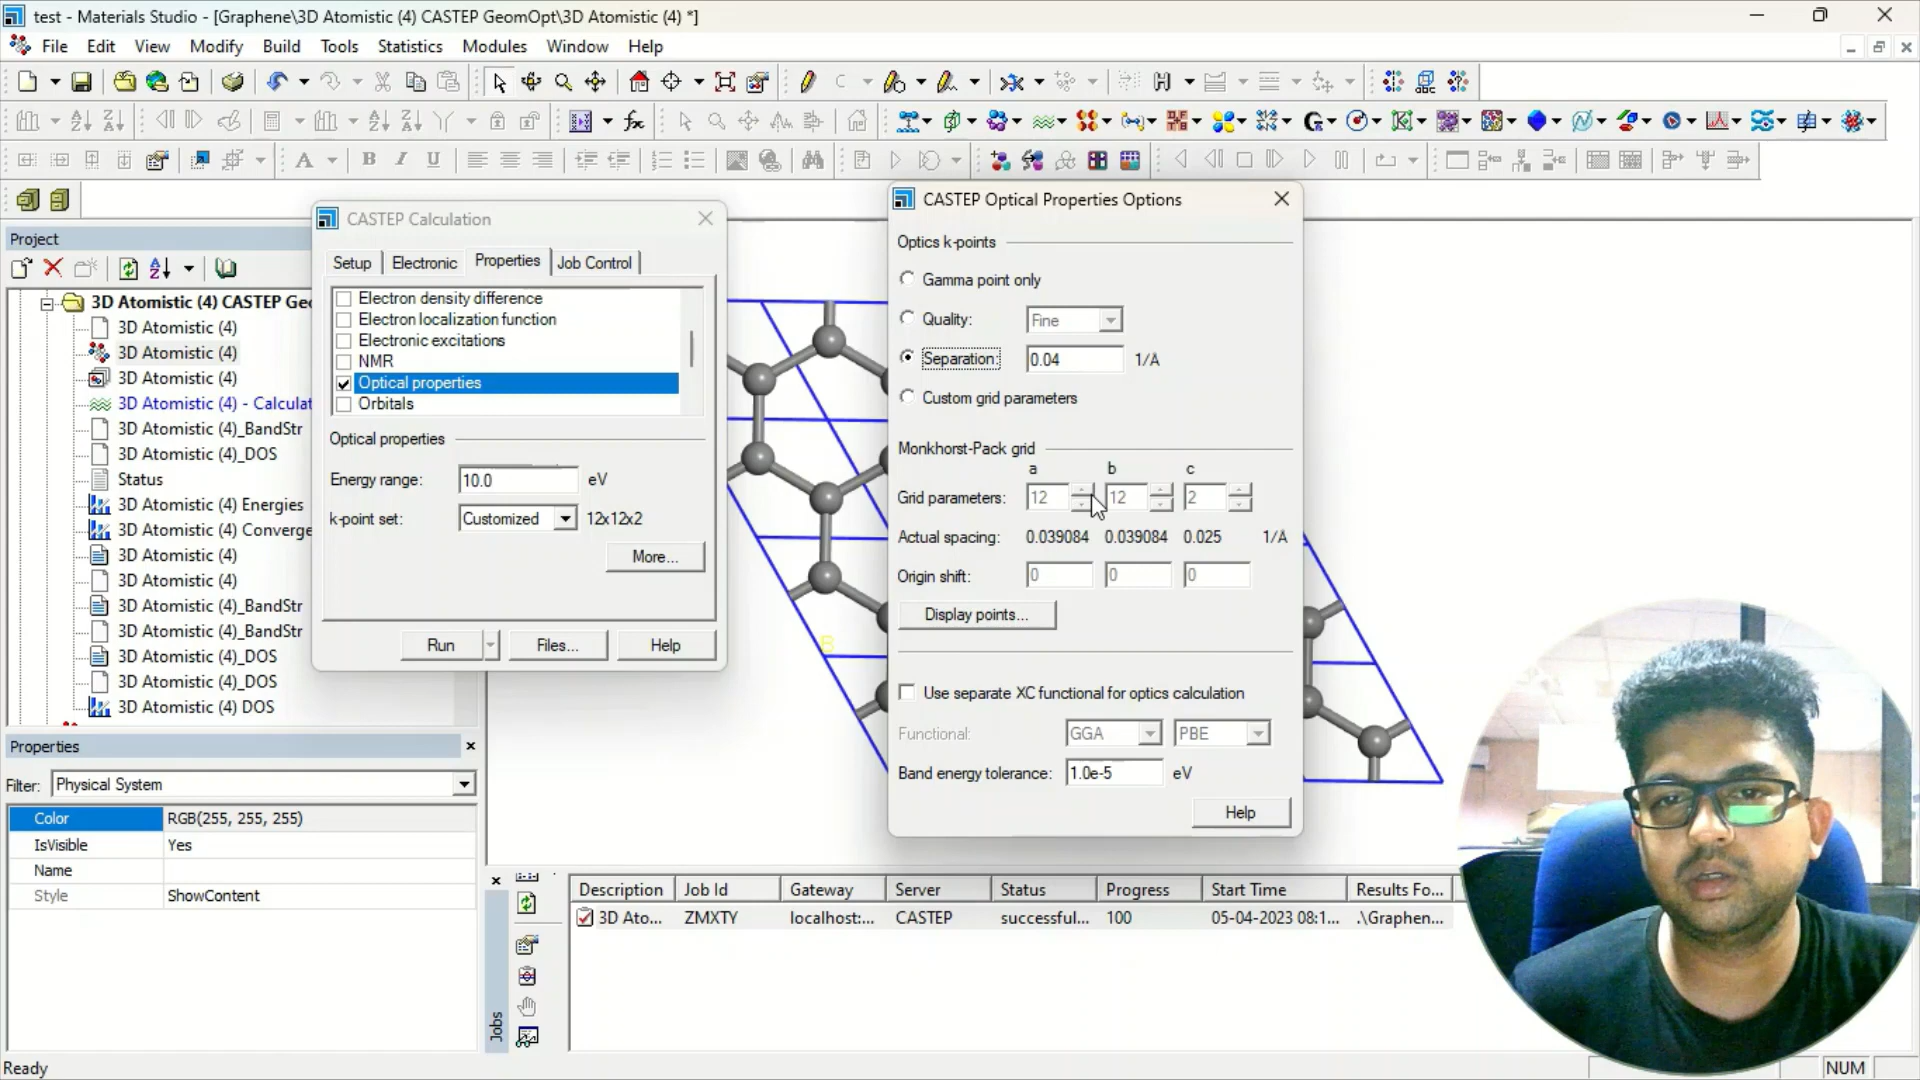 test - Materials Studio - [Graphene\3D Atomistic (4) CASTEP GeomOpt\3D Atomistic (4) *]
File Edit View Modify Build Tools Statistics Modules Window Help
Project
3D Atomistic (4) CASTEP Geo
3D Atomistic (4)
3D Atomistic (4)
3D Atomistic (4)
3D Atomistic (4) - Calculat
3D Atomistic (4)_BandStr
3D Atomistic (4)_DOS
Status
3D Atomistic (4) Energies
3D Atomistic (4) Converge
3D Atomistic (4)
3D Atomistic (4)
3D Atomistic (4)_BandStr
3D Atomistic (4)_BandStr
3D Atomistic (4)_DOS
3D Atomistic (4)_DOS
3D Atomistic (4) DOS
Properties
Filter: Physical System
Color RGB(255, 255, 255)
IsVisible Yes
Name
Style ShowContent
CASTEP Calculation
Setup Electronic Properties Job Control
Electron density difference
Electron localization function
Electronic excitations
NMR
Optical properties
Orbitals
Optical properties
Energy range: 10.0 eV
k-point set: Customized 12x12x2
More...
Run Files... Help
B
CASTEP Optical Properties Options
Optics k-points
Gamma point only
Quality: Fine
Separation: 0.04 1/Å
Custom grid parameters
Monkhorst-Pack grid
a b c
Grid parameters: 12 12 2
Actual spacing: 0.039084 0.039084 0.025 1/Å
Origin shift: 0 0 0
Display points...
Use separate XC functional for optics calculation
Functional: GGA PBE
Band energy tolerance: 1.0e-5 eV
Help
Jobs
Description Job Id Gateway Server Status Progress Start Time Results Fo...
3D Ato... ZMXTY localhost:... CASTEP successful... 100 05-04-2023 08:1... .\Graphen...
Ready
NUM